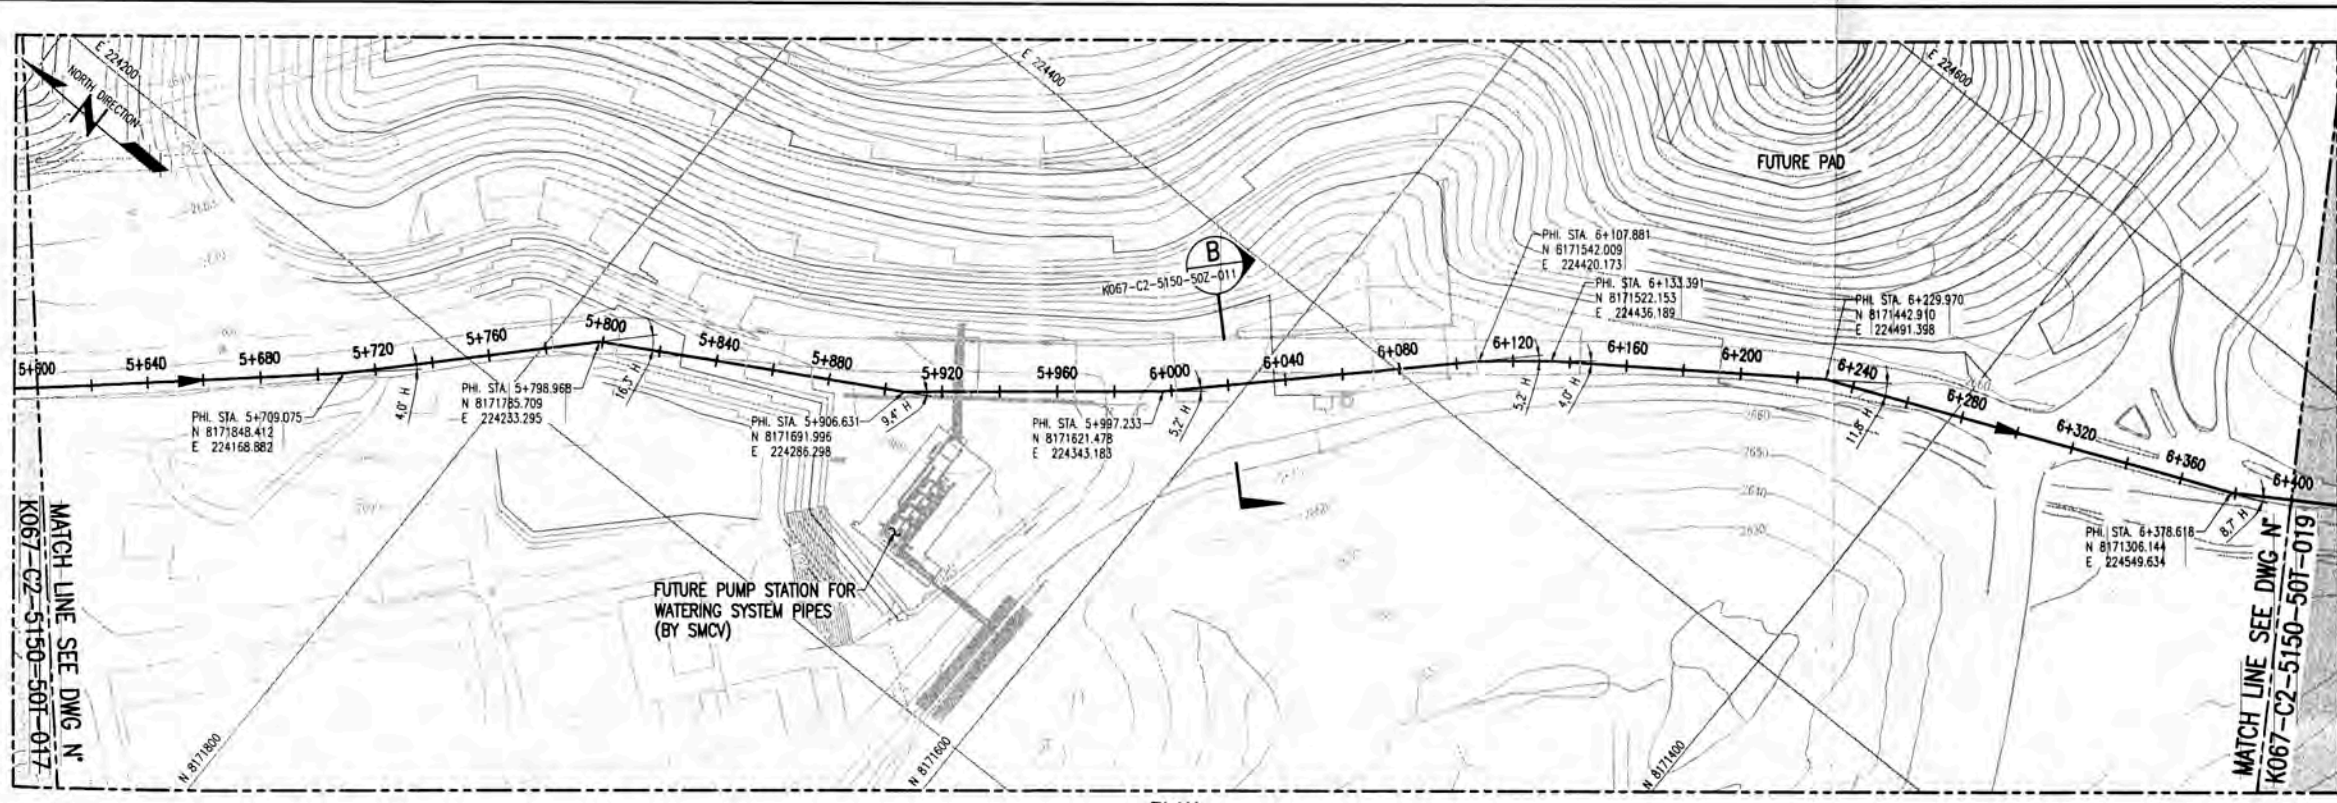 E 224200
E 224400
E 224600
NORTH DIRECTION
N
FUTURE PAD
B
K067-C2-5150-50Z-011
PHI. STA. 6+107.881
N 6171542.009
E 224420.173
PHI. STA. 6+133.391
N 8171522.153
E 224436.189
PHI. STA. 6+229.970
N 8171442.910
E 224491.398
5+600
5+640
5+680
5+720
5+760
5+800
5+840
5+880
5+920
5+960
6+000
6+040
6+080
6+120
6+160
6+200
6+240
6+280
6+320
6+360
6+400
4,0° H
16,3° H
9,4° H
5,2° H
5,2° H
4,0° H
11,8° H
8,7° H
PHI. STA. 5+709.075
N 8171848.412
E 224168.882
PHI. STA. 5+798.968
N 8171785.709
E 224233.295
PHI. STA. 5+906.631
N 8171691.996
E 224286.298
PHI. STA. 5+997.233
N 8171621.478
E 224343.183
PHI. STA. 6+378.618
N 8171306.144
E 224549.634
2660
2650
2640
2630
2660
FUTURE PUMP STATION FOR
WATERING SYSTEM PIPES
(BY SMCV)
MATCH LINE SEE DWG N°
K067-C2-5150-50T-017
MATCH LINE SEE DWG N°
K067-C2-5150-50T-019
N 8171800
N 8171600
N 8171400